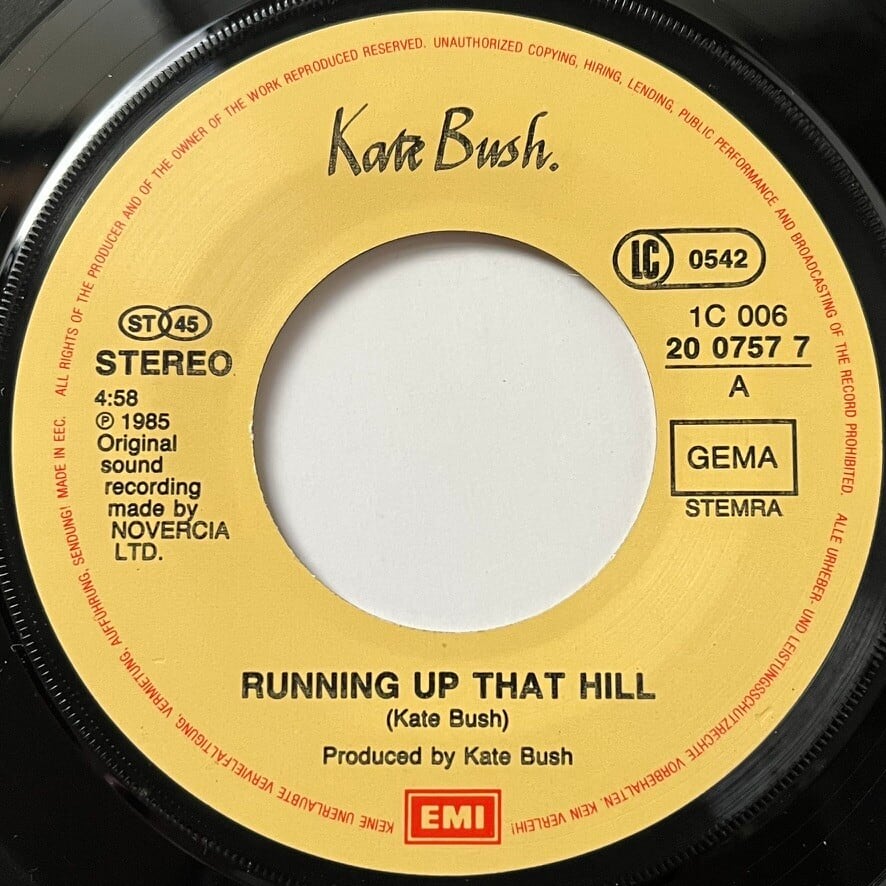 ALL RIGHTS OF THE PRODUCER AND OF THE OWNER OF THE WORK REPRODUCED RESERVED. UNAUTHORIZED COPYING, HIRING, LENDING, PUBLIC PERFORMANCE AND BROADCASTING OF THE RECORD PROHIBITED.
Kate Bush.
LC 0542
ST 45
STEREO
4:58
℗ 1985
Original
sound
recording
made by
NOVERCIA
LTD.
1C 006
20 0757 7
A
GEMA
STEMRA
RUNNING UP THAT HILL
(Kate Bush)
Produced by Kate Bush
EMI
ALLE URHEBER- UND LEISTUNGSSCHUTZRECHTE VORBEHALTEN. KEIN VERLEIH! KEINE UNERLAUBTE VERVIELFALTIGUNG, VERMIETUNG, AUFFÜHRUNG, SENDUNG! MADE IN EEC.